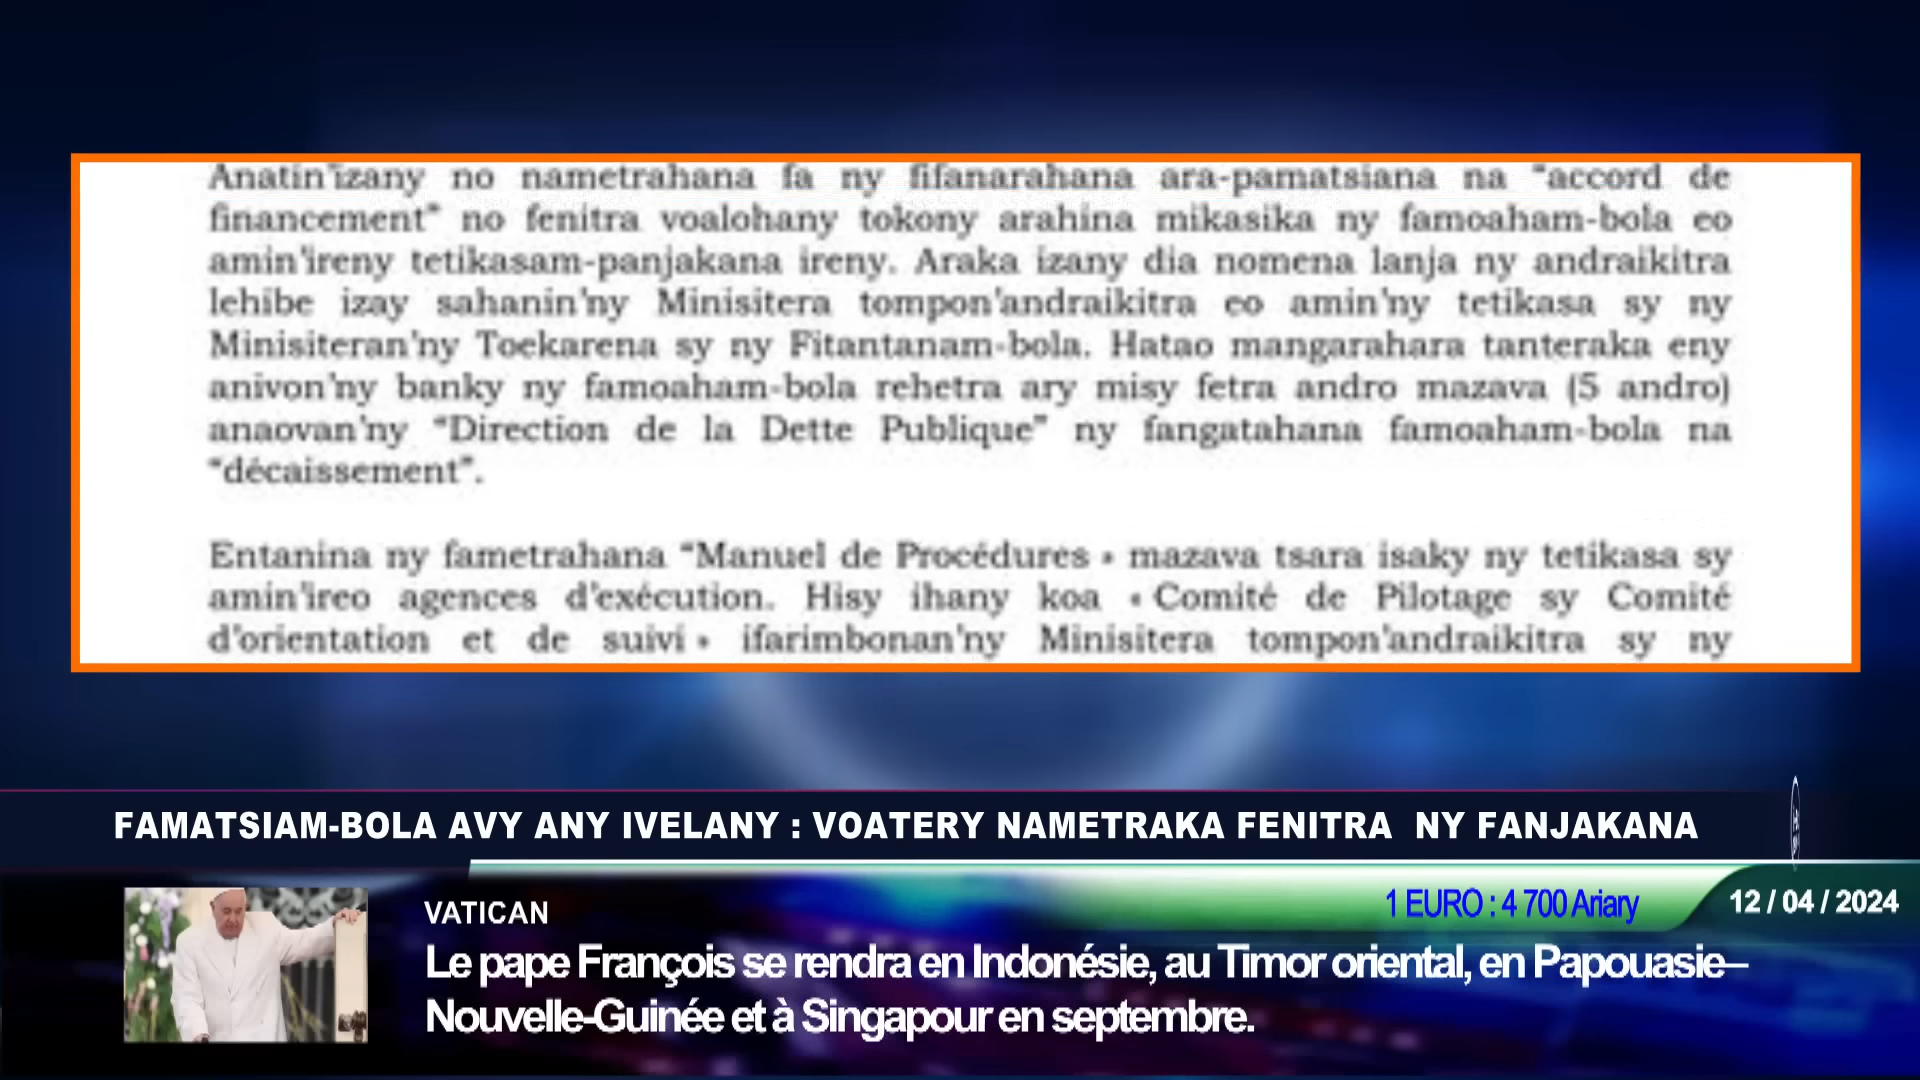 Anatin'izany no nametrahana fa ny fifanarahana ara-pamatsiana na "accord de
financement" no fenitra voalohany tokony arahina mikasika ny famoaham-bola eo
amin'ireny tetikasam-panjakana ireny. Araka izany dia nomena lanja ny andraikitra
lehibe izay sahanin'ny Minisitera tompon'andraikitra eo amin'ny tetikasa sy ny
Minisiteran'ny Toekarena sy ny Fitantanam-bola. Hatao mangarahara tanteraka eny
anivon'ny banky ny famoaham-bola rehetra ary misy fetra andro mazava (5 andro)
anaovan'ny "Direction de la Dette Publique" ny fangatahana famoaham-bola na
"décaissement".
Entanina ny fametrahana "Manuel de Procédures » mazava tsara isaky ny tetikasa sy
amin'ireo agences d'exécution. Hisy ihany koa « Comité de Pilotage sy Comité
d'orientation et de suivi » ifarimbonan'ny Minisitera tompon'andraikitra sy ny
FAMATSIAM-BOLA AVY ANY IVELANY : VOATERY NAMETRAKA FENITRA NY FANJAKANA
1 EURO : 4 700 Ariary
12 / 04 / 2024
VATICAN
Le pape François se rendra en Indonésie, au Timor oriental, en Papouasie–
Nouvelle-Guinée et à Singapour en septembre.